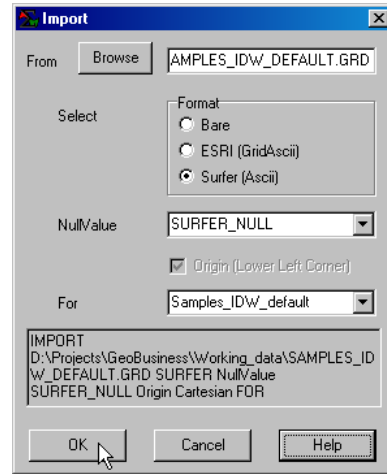 Import
From Browse AMPLES_IDW_DEFAULT.GRD
Format
Select
Bare
ESRI (GridAscii)
Surfer (Ascii)
NullValue SURFER_NULL
Origin (Lower Left Corner)
For Samples_IDW_default
IMPORT
D:\Projects\GeoBusiness\Working_data\SAMPLES_ID
W_DEFAULT.GRD SURFER NullValue
SURFER_NULL Origin Cartesian FOR
OK Cancel Help